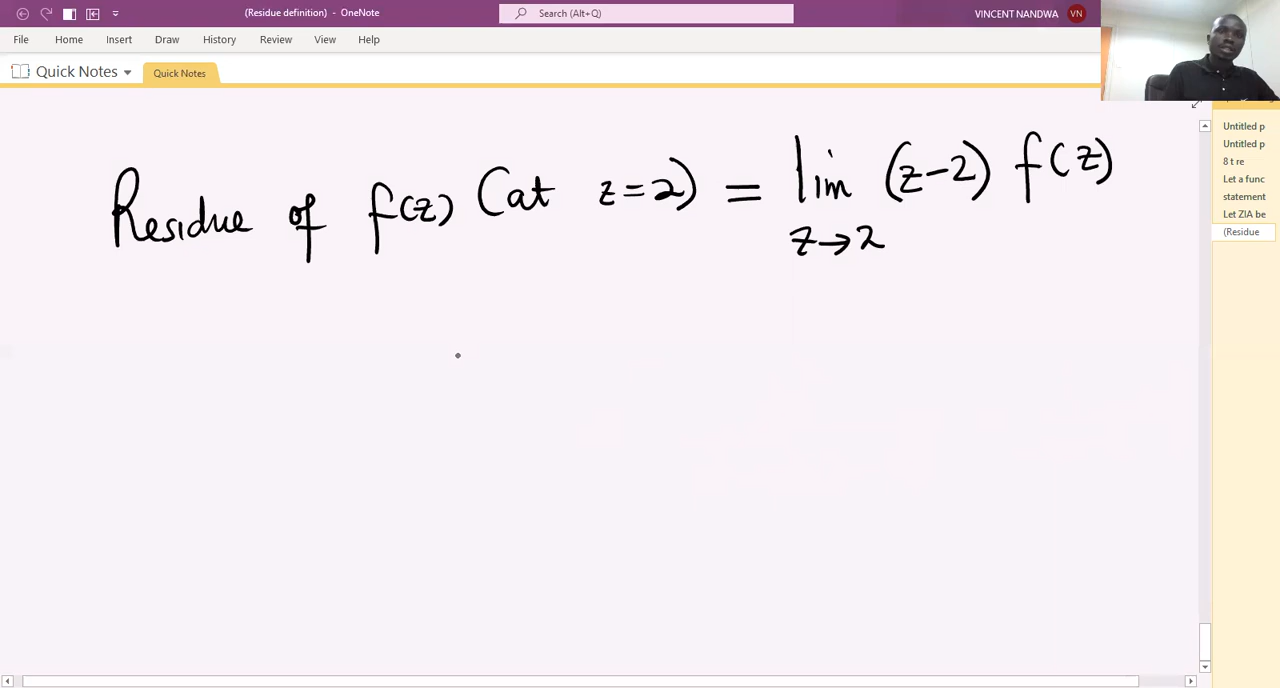 (Residue definition) - OneNote
Search (Alt+Q)
VINCENT NANDWA
VN
File Home Insert Draw History Review View Help
Quick Notes
Quick Notes
Residue of f(z) (at z=2) = lim (z-2) f(z)
z→2
Untitled p
Untitled p
8 t re
Let a func
statement
Let ZIA be
(Residue